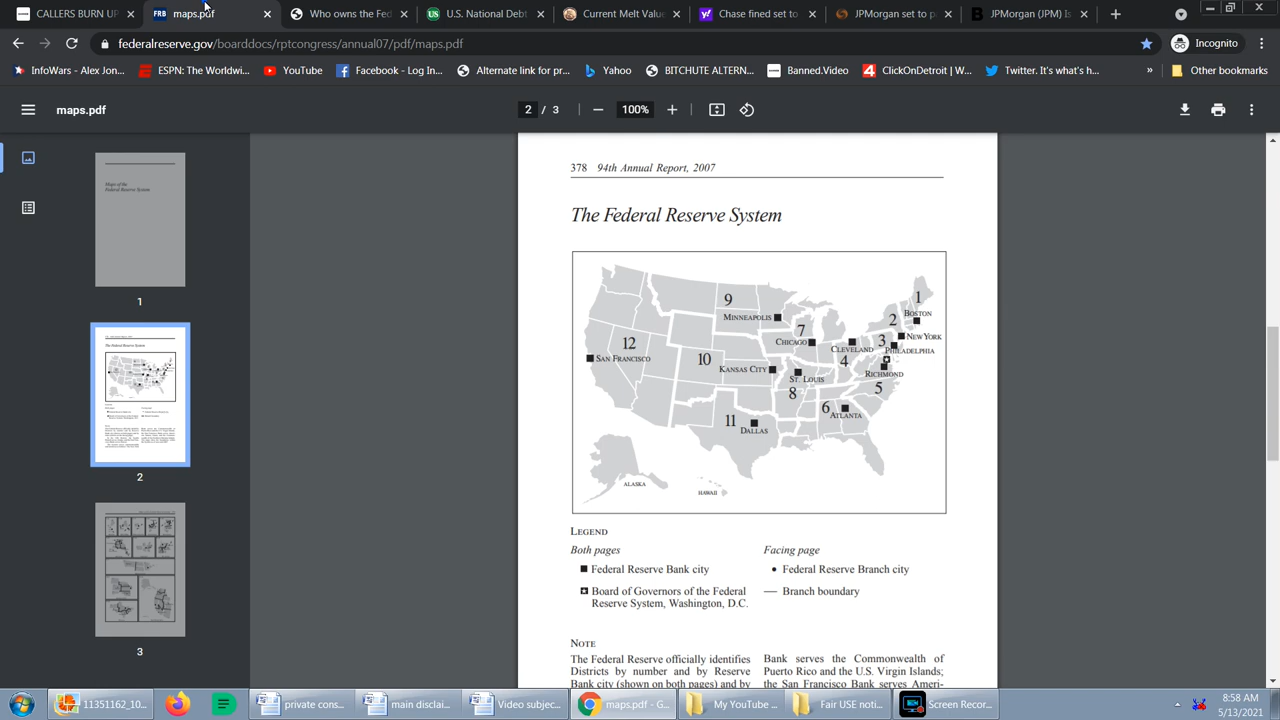 CALLERS BURN UP
FRB maps.pdf
Who owns the Fed
US U.S. National Debt
Current Melt Value
Chase fined set to
JPMorgan set to p
JPMorgan (JPM) Is
federalreserve.gov/boarddocs/rptcongress/annual07/pdf/maps.pdf
Incognito
InfoWars - Alex Jon...
ESPN: The Worldwi...
YouTube
Facebook - Log In...
Alternate link for pr...
Yahoo
BITCHUTE ALTERN...
Banned.Video
ClickOnDetroit | W...
Twitter. It's what's h...
»
Other bookmarks
maps.pdf
2 / 3
100%
Maps of the
Federal Reserve System
1
2
3
378 94th Annual Report, 2007
The Federal Reserve System
1
BOSTON
2
NEW YORK
3
PHILADELPHIA
CLEVELAND
4
RICHMOND
5
6
ATLANTA
7
CHICAGO
ST. LOUIS
8
9
MINNEAPOLIS
10
KANSAS CITY
11
DALLAS
12
SAN FRANCISCO
ALASKA
HAWAII
LEGEND
Both pages
Federal Reserve Bank city
Board of Governors of the Federal
Reserve System, Washington, D.C.
Facing page
Federal Reserve Branch city
Branch boundary
NOTE
The Federal Reserve officially identifies
Districts by number and by Reserve
Bank city (shown on both pages) and by
Bank serves the Commonwealth of
Puerto Rico and the U.S. Virgin Islands;
the San Francisco Bank serves Ameri-
11351162_10...
private cons...
main disclai...
video subjec...
maps.pdf - G...
My YouTube ...
Fair USE noti...
Screen Recor...
8:58 AM
5/13/2021